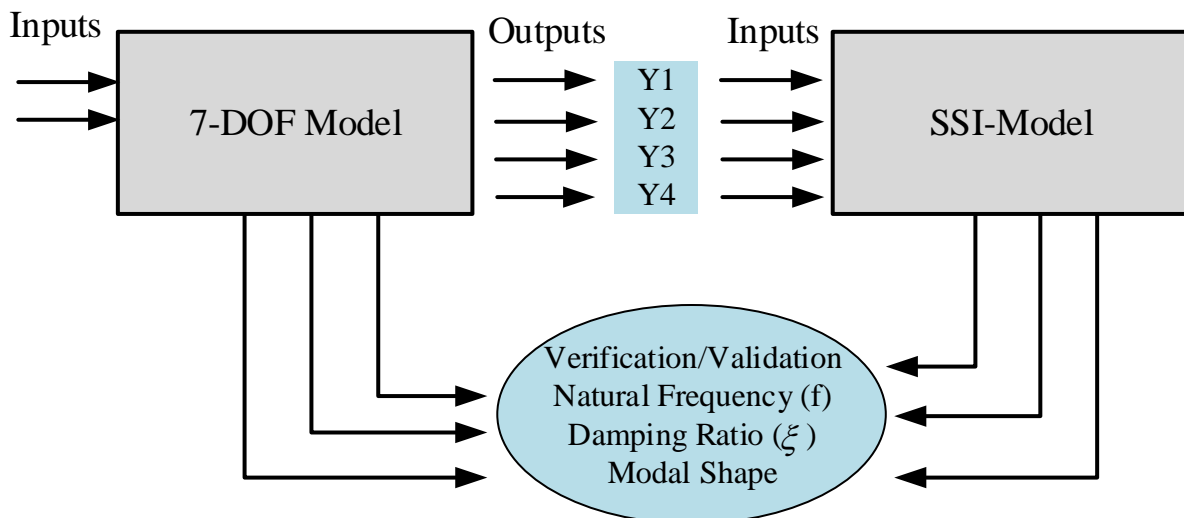 Inputs
Outputs
Inputs
7-DOF Model
Y1
Y2
Y3
Y4
SSI-Model
Verification/Validation
Natural Frequency (f)
Damping Ratio (ξ )
Modal Shape